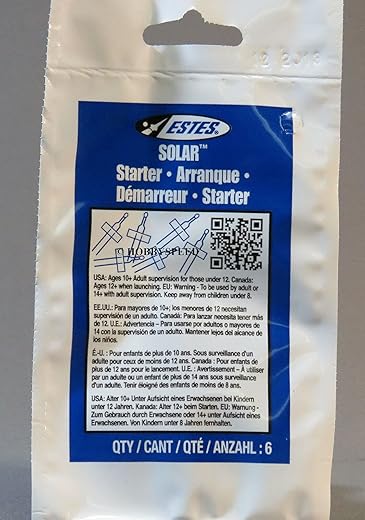 12 2013
ESTES®
SOLAR™
Starter • Arranque •
Démarreur • Starter
© HOBBYSPEED
USA: Ages 10+ Adult supervision for those under 12. Canada:
Ages 12+ when launching. EU: Warning - To be used by adult or
14+ with adult supervision. Keep away from children under 8.
EE.UU.: Para mayores de 10+; los menores de 12 necesitan
supervisión de un adulto. Canadá: Para lanzar necesita tener más
de 12. U.E.: Advertencia – Para usarse por adultos o mayores de
14 con la supervisión de un adulto. Mantener lejos del alcance de
los niños.
É.-U. : Pour enfants de plus de 10 ans. Sous surveillance d'un
adulte pour ceux de moins de 12 ans. Canada : Pour enfants de
plus de 12 ans pour le lancement. U.E. : Avertissement – À utiliser
par un adulte ou un enfant de plus de 14 ans sous surveillance
d'un adulte. Tenir éloigné des enfants de moins de 8 ans.
USA: Alter 10+ Unter Aufsicht eines Erwachsenen bei Kindern
unter 12 Jahren. Kanada: Alter 12+ beim Starten. EU: Warnung -
Zum Gebrauch durch Erwachsene oder 14+ unter Aufsicht eines
Erwachsenen. Von Kindern unter 8 Jahren fernhalten.
QTY / CANT / QTÉ / ANZAHL : 6